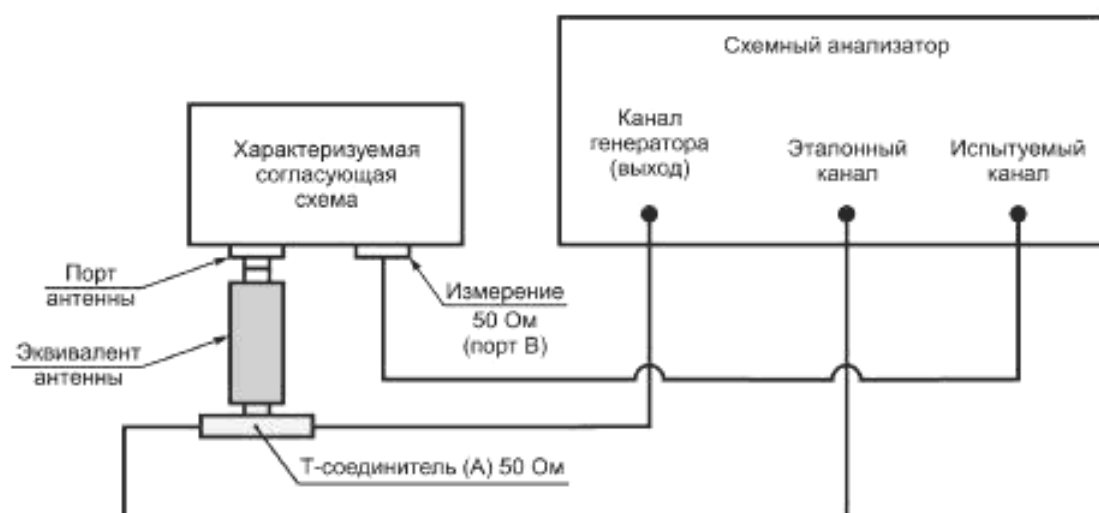 Схемный анализатор
Канал
генератора
(выход)
Эталонный
канал
Испытуемый
канал
Характеризуемая
согласующая
схема
Порт
антенны
Измерение
50 Ом
(порт В)
Эквивалент
антенны
Т-соединитель (А) 50 Ом